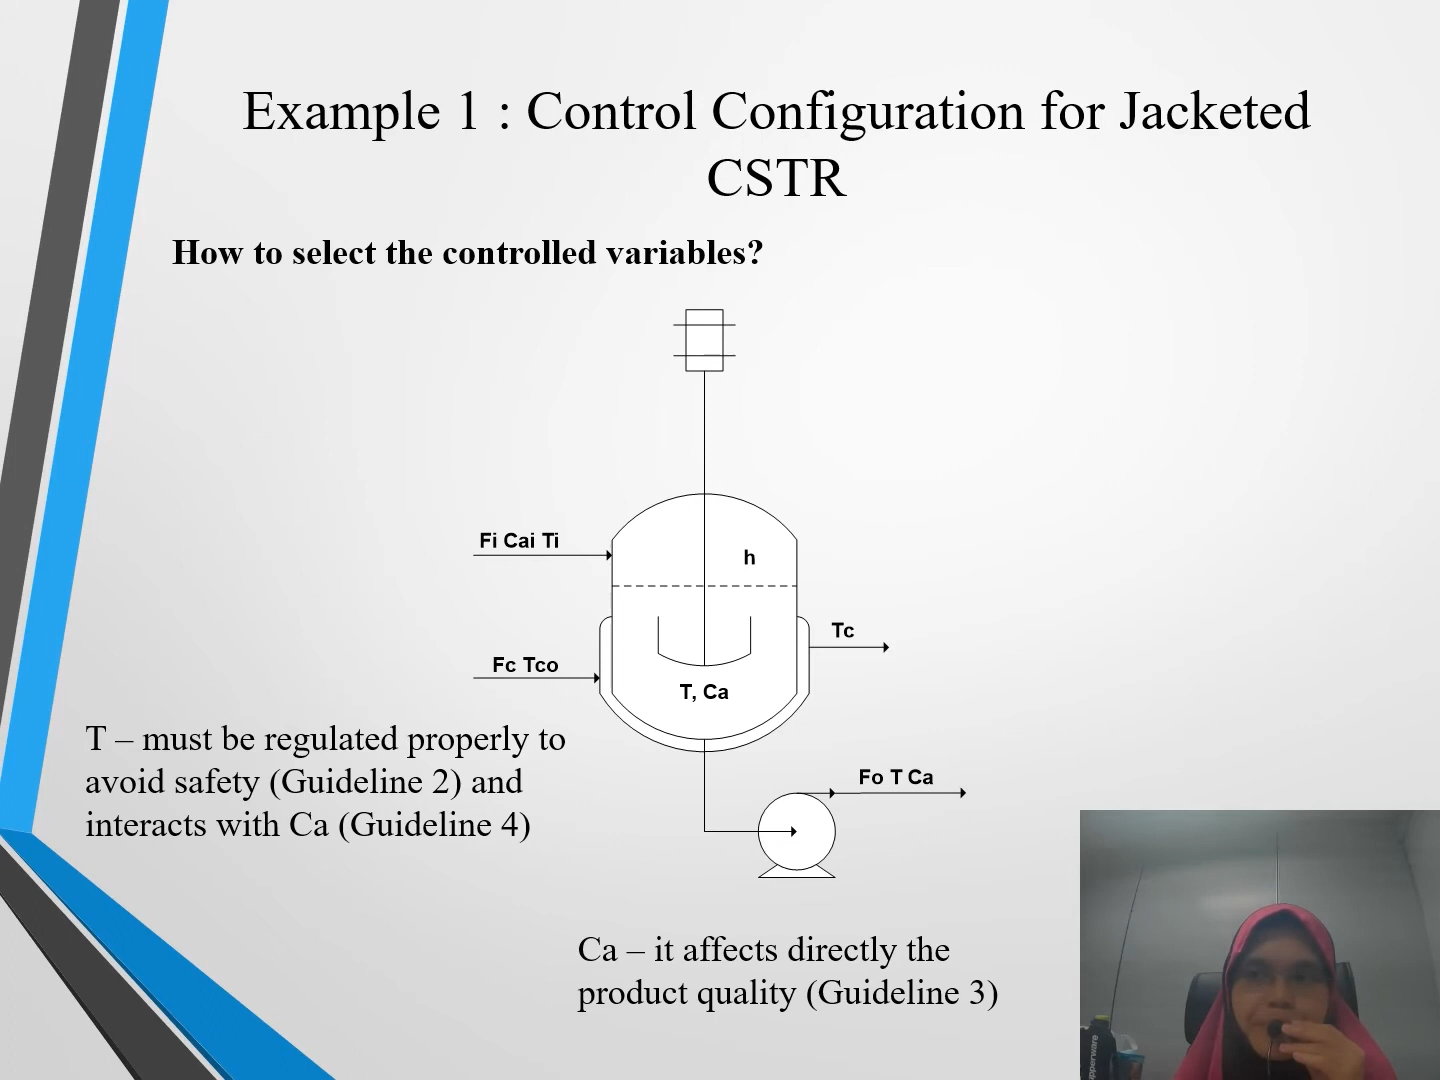 Example 1 : Control Configuration for Jacketed
CSTR
How to select the controlled variables?
Fi Cai Ti
h
Tc
Fc Tco
T, Ca
T – must be regulated properly to
avoid safety (Guideline 2) and
interacts with Ca (Guideline 4)
Fo T Ca
Ca – it affects directly the
product quality (Guideline 3)